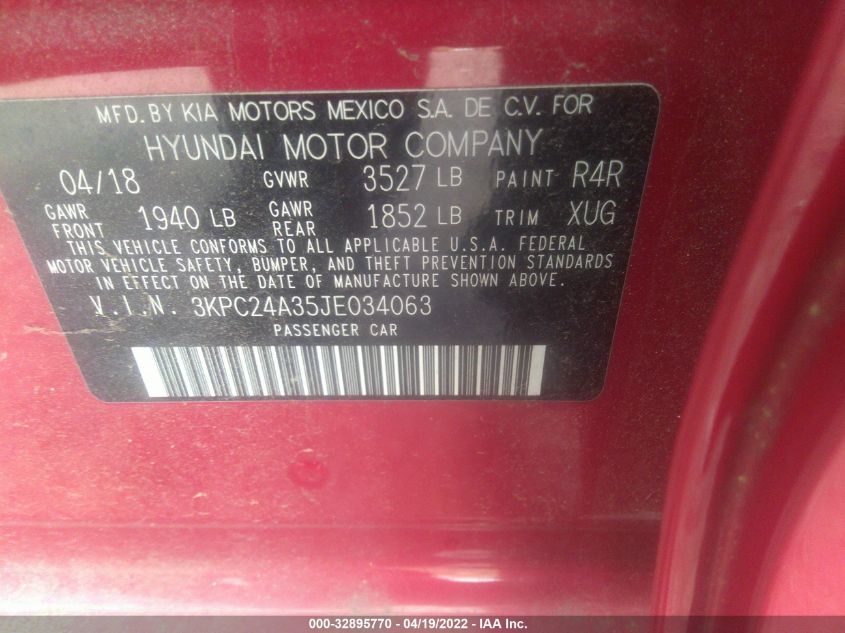 MFD. BY KIA MOTORS MEXICO S.A. DE C.V. FOR
HYUNDAI MOTOR COMPANY
04/18 GVWR 3527 LB PAINT R4R
GAWR FRONT 1940 LB GAWR REAR 1852 LB TRIM XUG
THIS VEHICLE CONFORMS TO ALL APPLICABLE U.S.A. FEDERAL
MOTOR VEHICLE SAFETY, BUMPER, AND THEFT PREVENTION STANDARDS
IN EFFECT ON THE DATE OF MANUFACTURE SHOWN ABOVE.
V.I.N. 3KPC24A35JE034063
PASSENGER CAR
000-32895770 - 04/19/2022 - IAA Inc.